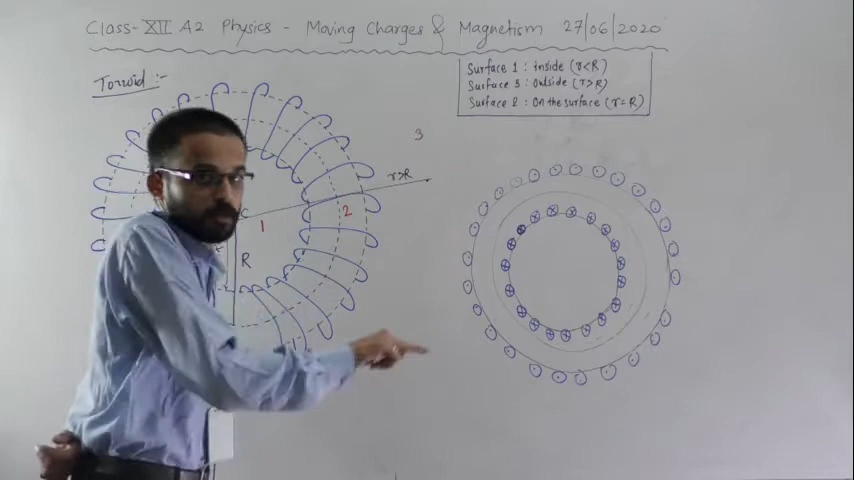 Class-XII A2 Physics - Moving Charges & Magnetism 27/06/2020
Surface 1 : inside (r<R)
Surface 3 : outside (r>R)
Surface 2 : On the surface (r=R)
Toroid :-
3
r>R
C
1
2
R